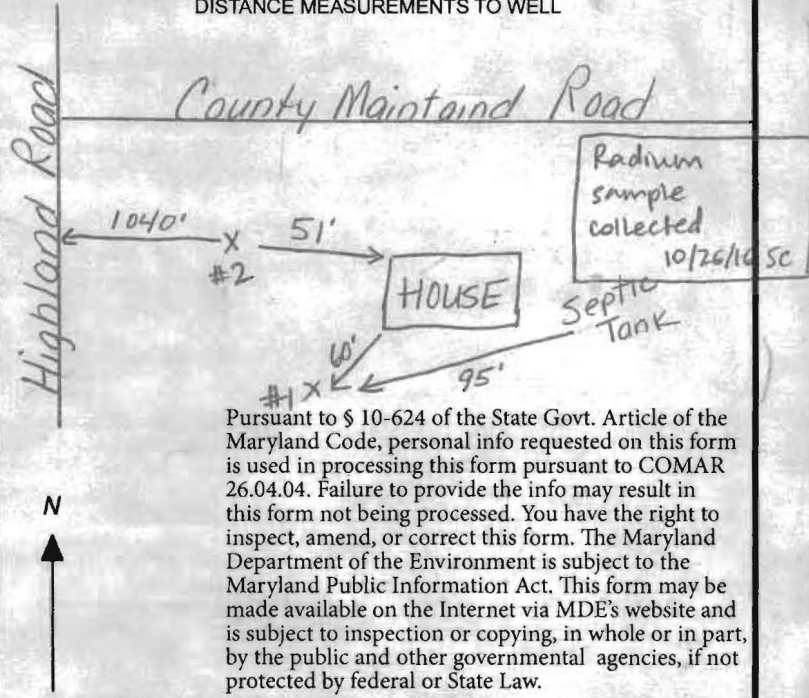 DISTANCE MEASUREMENTS TO WELL
County Maintaind Road
Highland Road
Radium
sample
collected
10/26/16 SC
1040'
X
#2
51'
HOUSE
Septic
Tank
60'
#1 X
95'
Pursuant to § 10-624 of the State Govt. Article of the
Maryland Code, personal info requested on this form
is used in processing this form pursuant to COMAR
26.04.04. Failure to provide the info may result in
this form not being processed. You have the right to
inspect, amend, or correct this form. The Maryland
Department of the Environment is subject to the
Maryland Public Information Act. This form may be
made available on the Internet via MDE's website and
is subject to inspection or copying, in whole or in part,
by the public and other governmental agencies, if not
protected by federal or State Law.
N